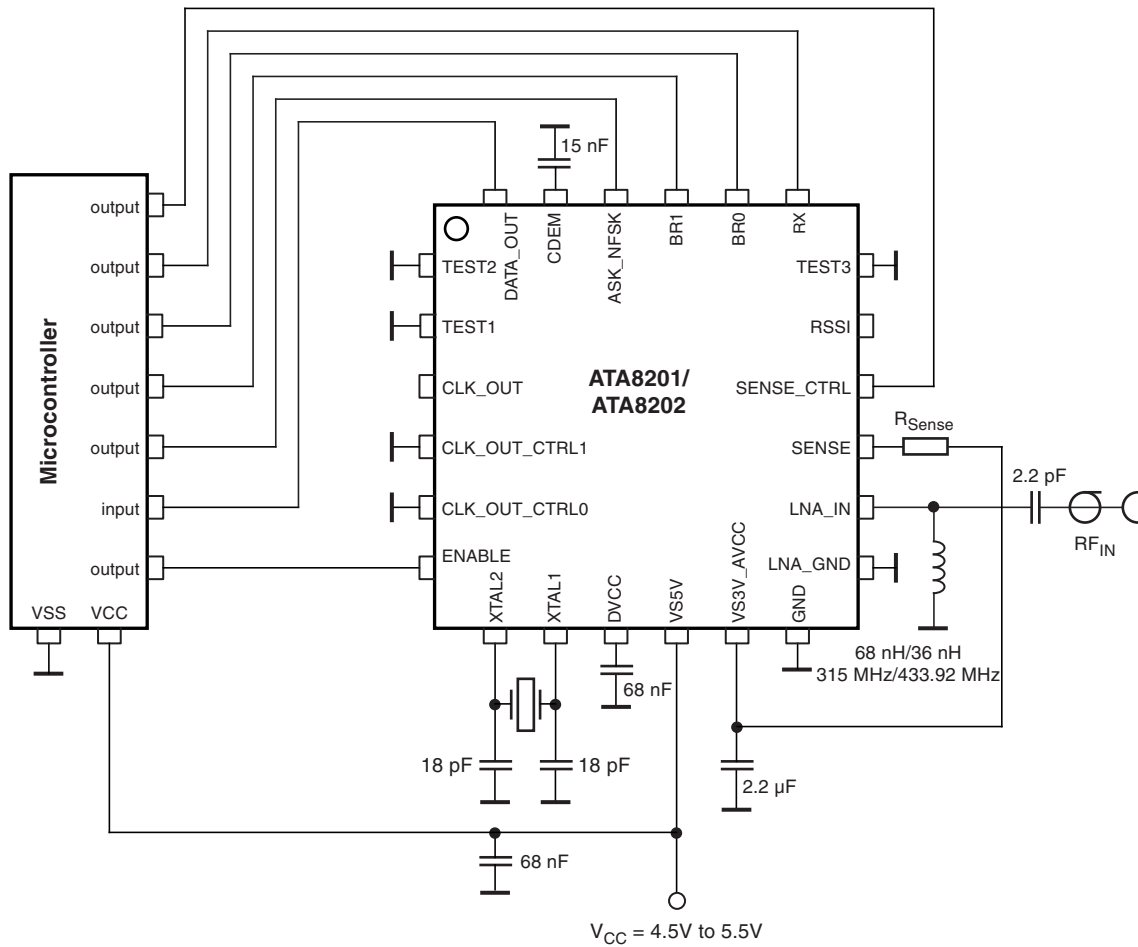 15 nF
Microcontroller
output
output
output
output
output
input
output
VSS
VCC
DATA_OUT
CDEM
ASK_NFSK
BR1
BR0
RX
TEST2
TEST1
CLK_OUT
CLK_OUT_CTRL1
CLK_OUT_CTRL0
ENABLE
ATA8201/
ATA8202
TEST3
RSSI
SENSE_CTRL
SENSE
LNA_IN
LNA_GND
XTAL2
XTAL1
DVCC
VS5V
VS3V_AVCC
GND
RSense
2.2 pF
RFIN
68 nH/36 nH
315 MHz/433.92 MHz
68 nF
18 pF
18 pF
2.2 µF
68 nF
VCC = 4.5V to 5.5V